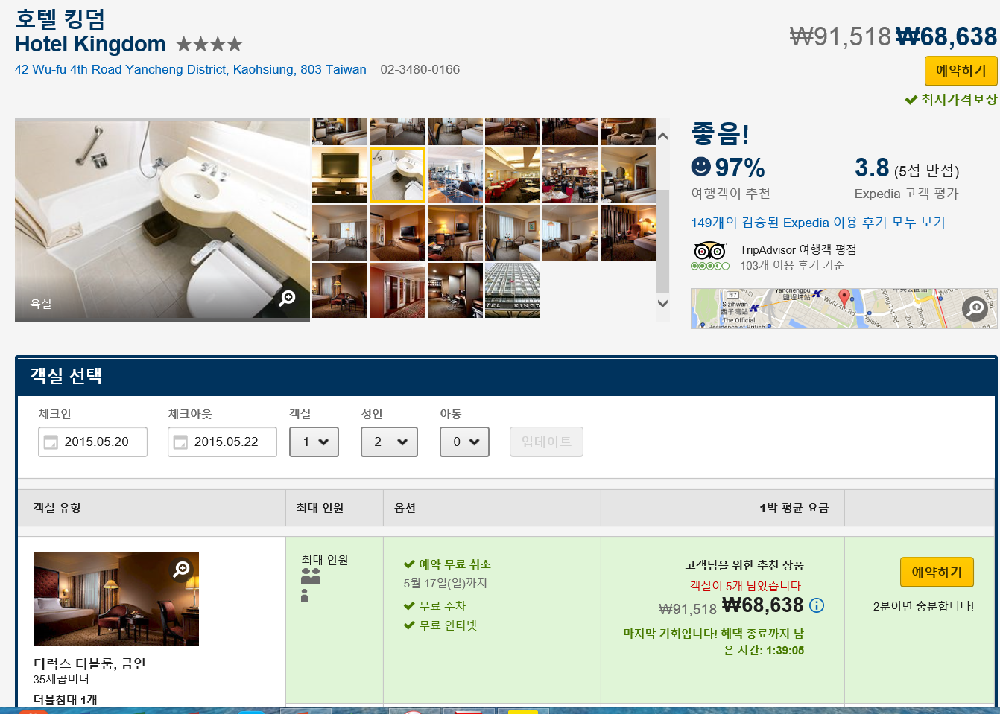 호텔 킹덤
Hotel Kingdom
42 Wu-fu 4th Road Yancheng District, Kaohsiung, 803 Taiwan 02-3480-0166
₩91,518 ₩68,638
예약하기
최저가격보장
욕실
좋음!
97%
여행객이 추천
3.8 (5점 만점)
Expedia 고객 평가
149개의 검증된 Expedia 이용 후기 모두 보기
TripAdvisor 여행객 평점
103개 이용 후기 기준
Yanchengpu
鹽埕埔站
Sizihwan
西子灣站
The Official
Residence of British
Wufu 4th Rd
객실 선택
체크인 체크아웃 객실 성인 아동
2015.05.20 2015.05.22 1 2 0 업데이트
객실 유형 최대 인원 옵션 1박 평균 요금
디럭스 더블룸, 금연
35제곱미터
더블침대 1개
최대 인원
예약 무료 취소
5월 17일(일)까지
무료 주차
무료 인터넷
고객님을 위한 추천 상품
객실이 5개 남았습니다.
₩91,518 ₩68,638
마지막 기회입니다! 혜택 종료까지 남
은 시간: 1:39:05
예약하기
2분이면 충분합니다!